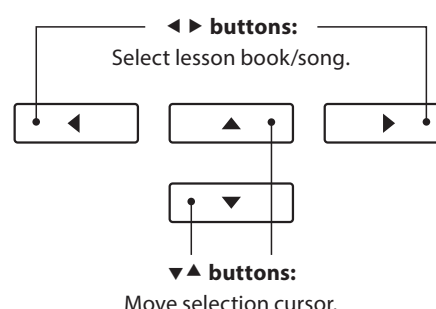 ◀ ▶ buttons:
Select lesson book/song.
◀ ▲ ▶
▼
▼▲ buttons:
Move selection cursor.